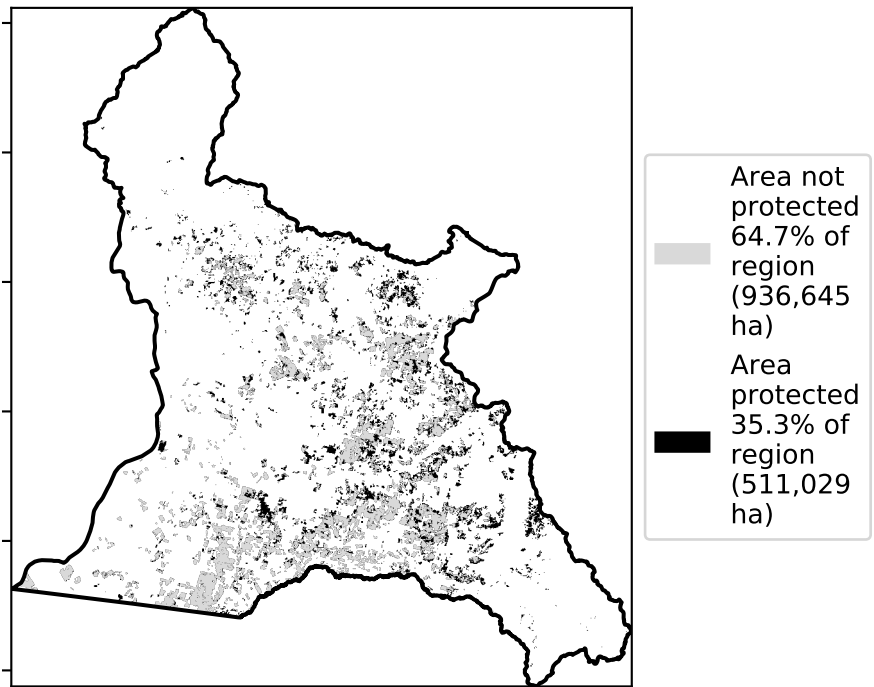 Area not
protected
64.7% of
region
(936,645
ha)
Area
protected
35.3% of
region
(511,029
ha)